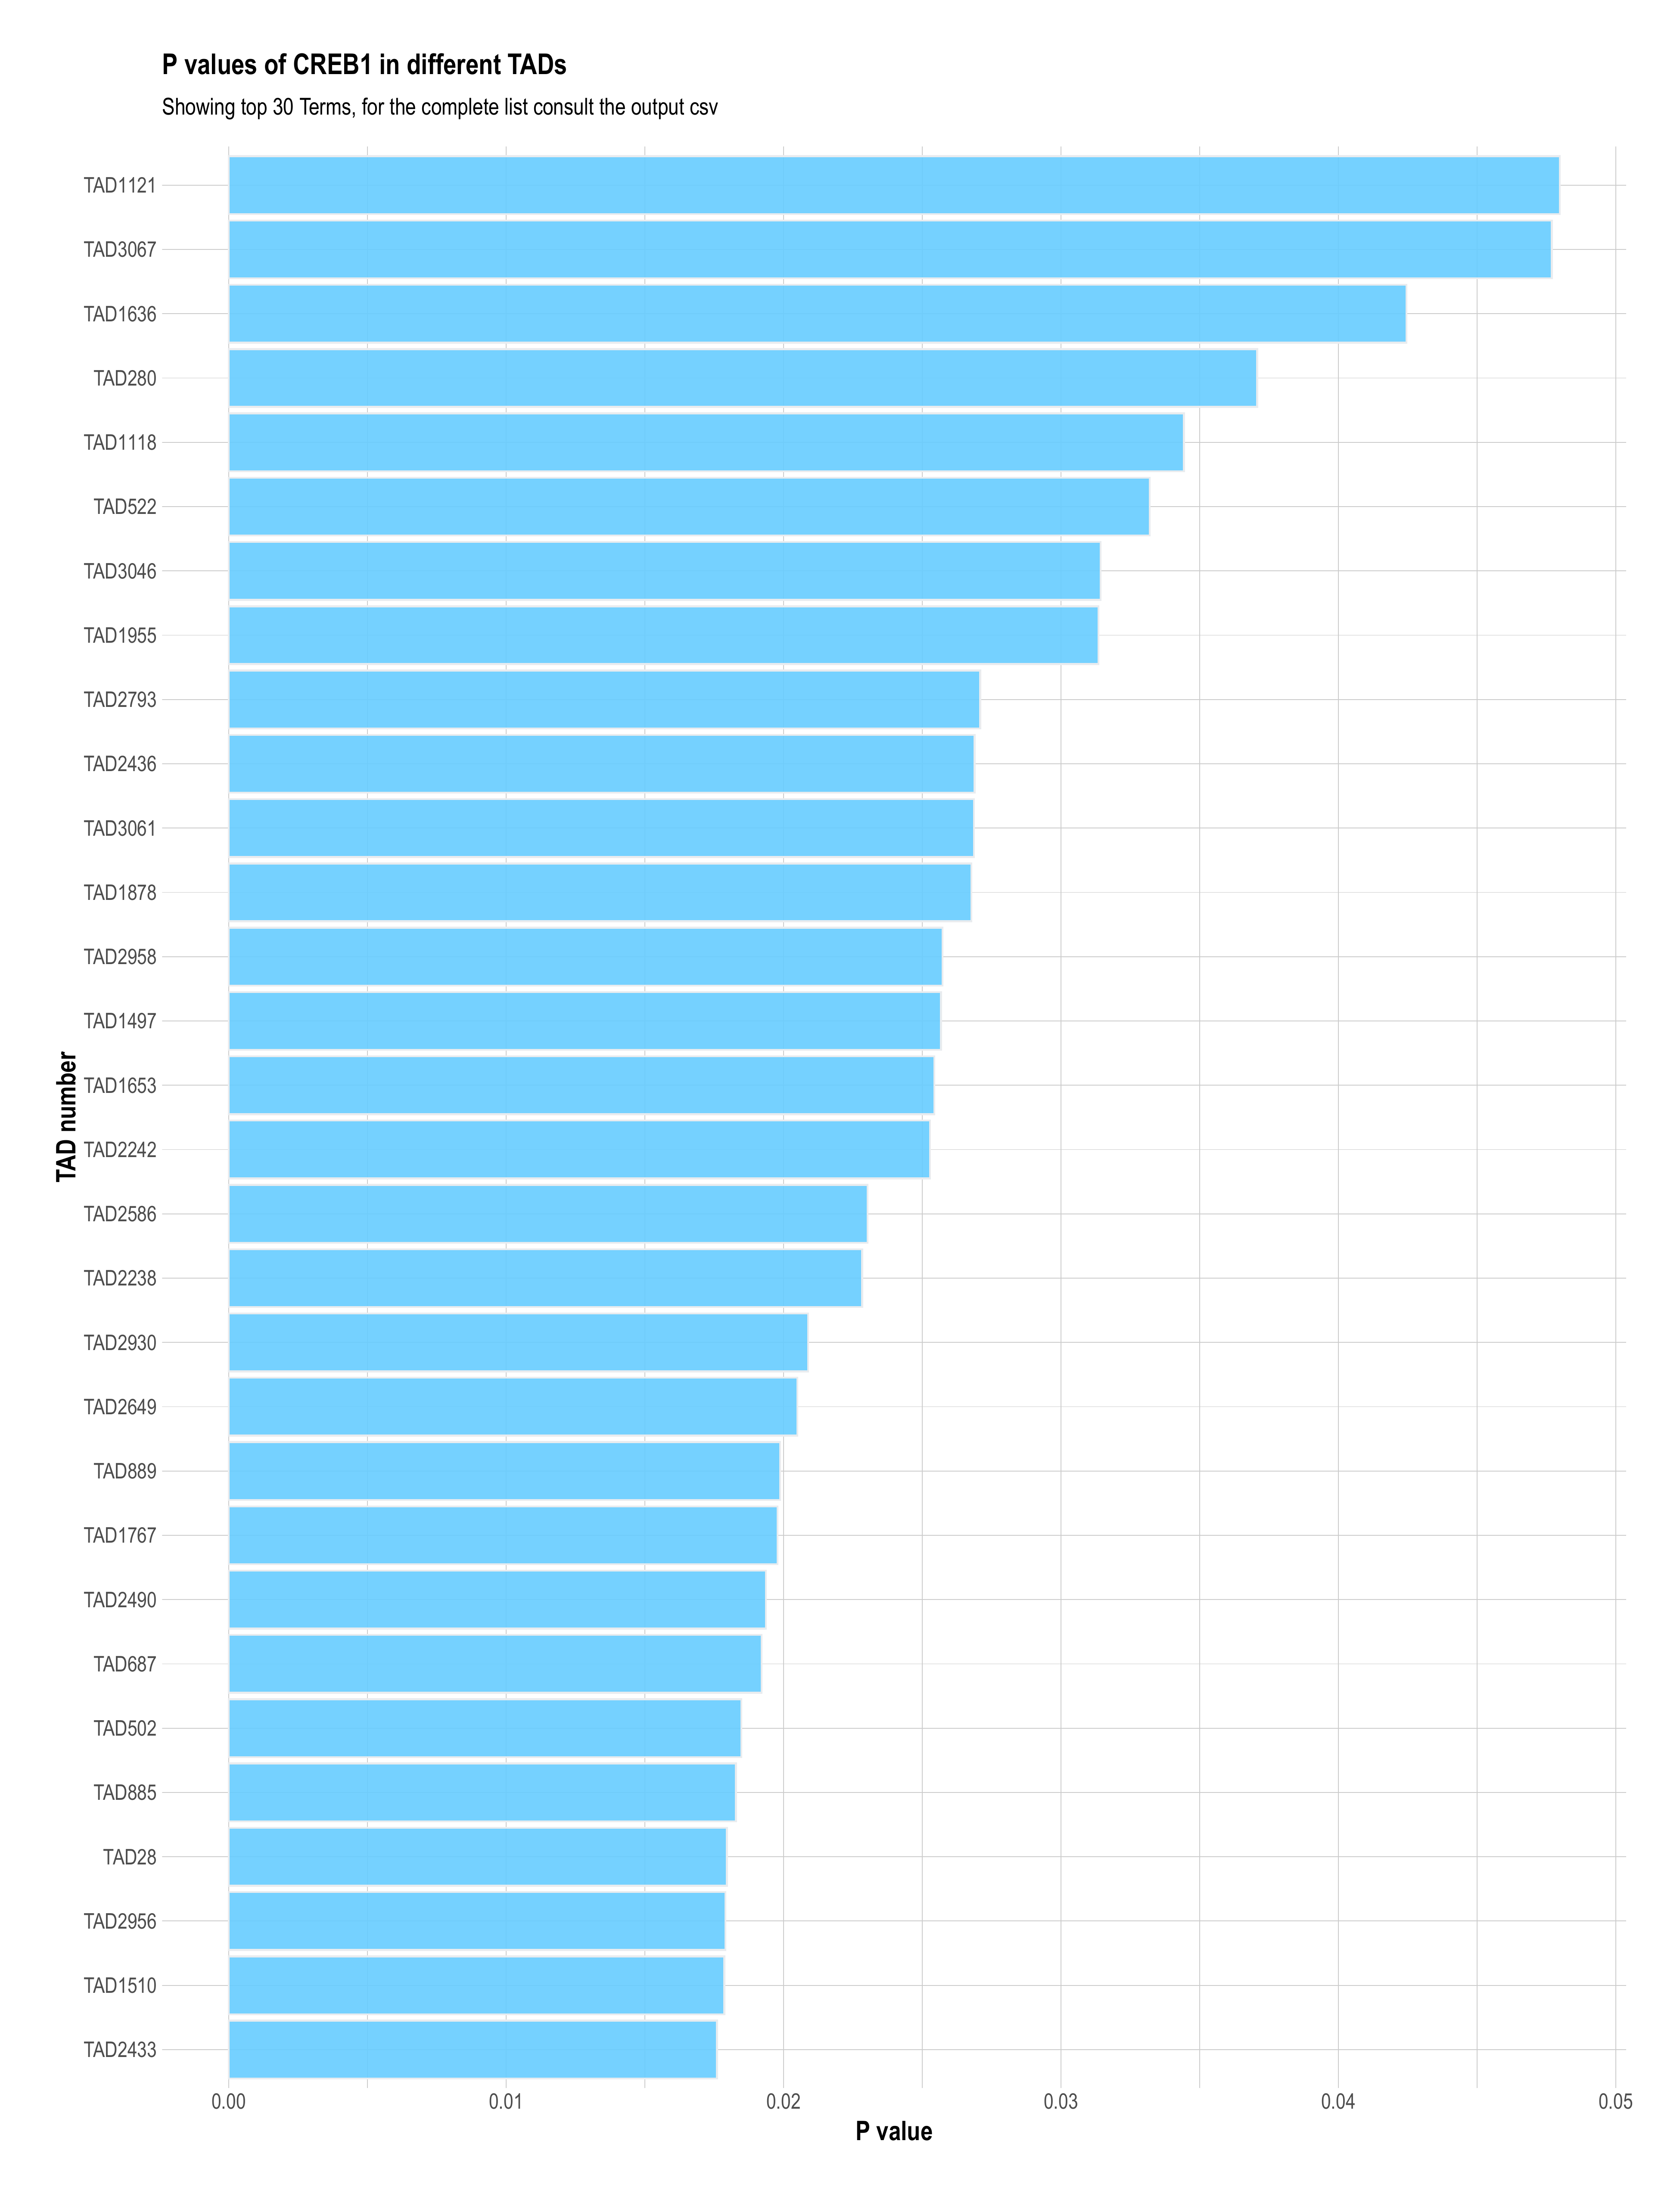 P values of CREB1 in different TADs
Showing top 30 Terms, for the complete list consult the output csv
TAD number
TAD1121
TAD3067
TAD1636
TAD280
TAD1118
TAD522
TAD3046
TAD1955
TAD2793
TAD2436
TAD3061
TAD1878
TAD2958
TAD1497
TAD1653
TAD2242
TAD2586
TAD2238
TAD2930
TAD2649
TAD889
TAD1767
TAD2490
TAD687
TAD502
TAD885
TAD28
TAD2956
TAD1510
TAD2433
0.00 0.01 0.02 0.03 0.04 0.05
P value